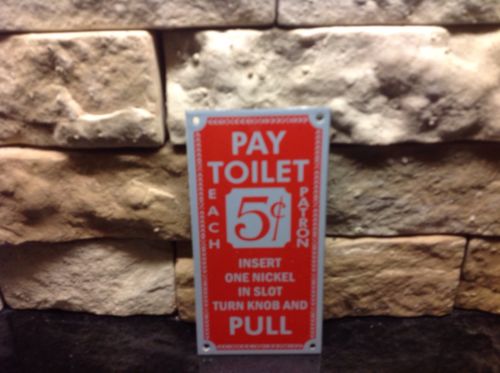 PAY
TOILET
EACH
5¢
PATRON
INSERT
ONE NICKEL
IN SLOT
TURN KNOB AND
PULL